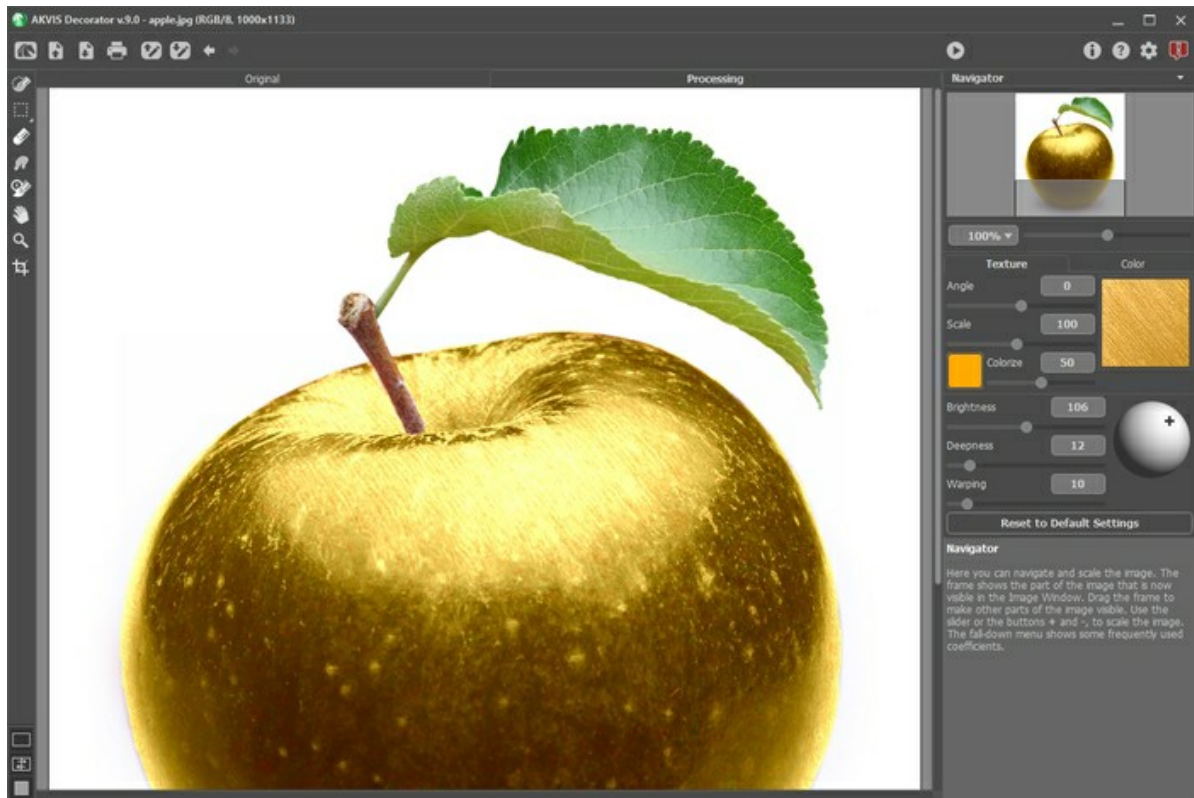 AKVIS Decorator v.9.0 - apple.jpg (RGB/8, 1000x1133)
Original
Processing
Navigator
100%
Texture
Color
Angle
0
Scale
100
Colorize
50
Brightness
106
Deepness
12
Warping
10
Reset to Default Settings
Navigator
Here you can navigate and scale the image. The
frame shows the part of the image that is now
visible in the Image Window. Drag the frame to
make other parts of the image visible. Use the
slider or the buttons + and -, to scale the image.
The fall-down menu shows some frequently used
coefficients.